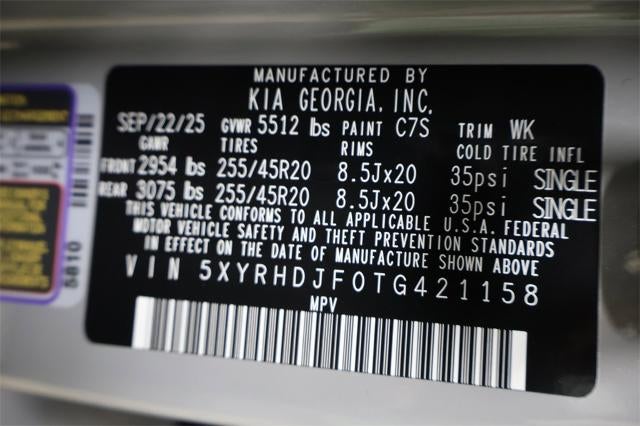 MANUFACTURED BY
KIA GEORGIA, INC.
SEP/22/25 GVWR 5512 lbs PAINT C7S TRIM WK
GAWR TIRES RIMS COLD TIRE INFL
FRONT 2954 lbs 255/45R20 8.5Jx20 35psi SINGLE
REAR 3075 lbs 255/45R20 8.5Jx20 35psi SINGLE
THIS VEHICLE CONFORMS TO ALL APPLICABLE U.S.A. FEDERAL
MOTOR VEHICLE SAFETY AND THEFT PREVENTION STANDARDS
IN EFFECT ON THE DATE OF MANUFACTURE SHOWN ABOVE
VIN 5XYRHDJF0TG421158
MPV
5B10